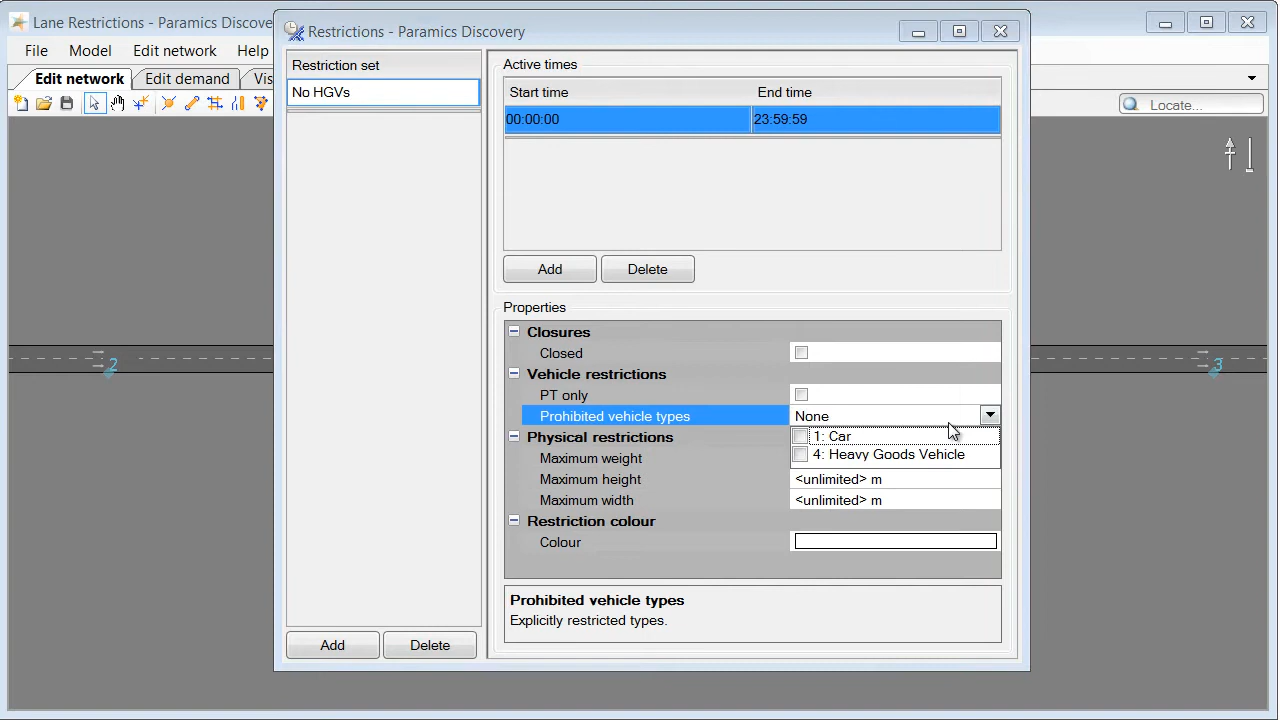 Lane Restrictions - Paramics Discove
Restrictions - Paramics Discovery
File Model Edit network Help
Edit network Edit demand Vis
Locate...
Restriction set
No HGVs
Add Delete
Active times
Start time End time
00:00:00 23:59:59
Add Delete
Properties
Closures
Closed
Vehicle restrictions
PT only
Prohibited vehicle types None
1: Car
4: Heavy Goods Vehicle
Physical restrictions
Maximum weight
Maximum height <unlimited> m
Maximum width <unlimited> m
Restriction colour
Colour
Prohibited vehicle types
Explicitly restricted types.
2
3